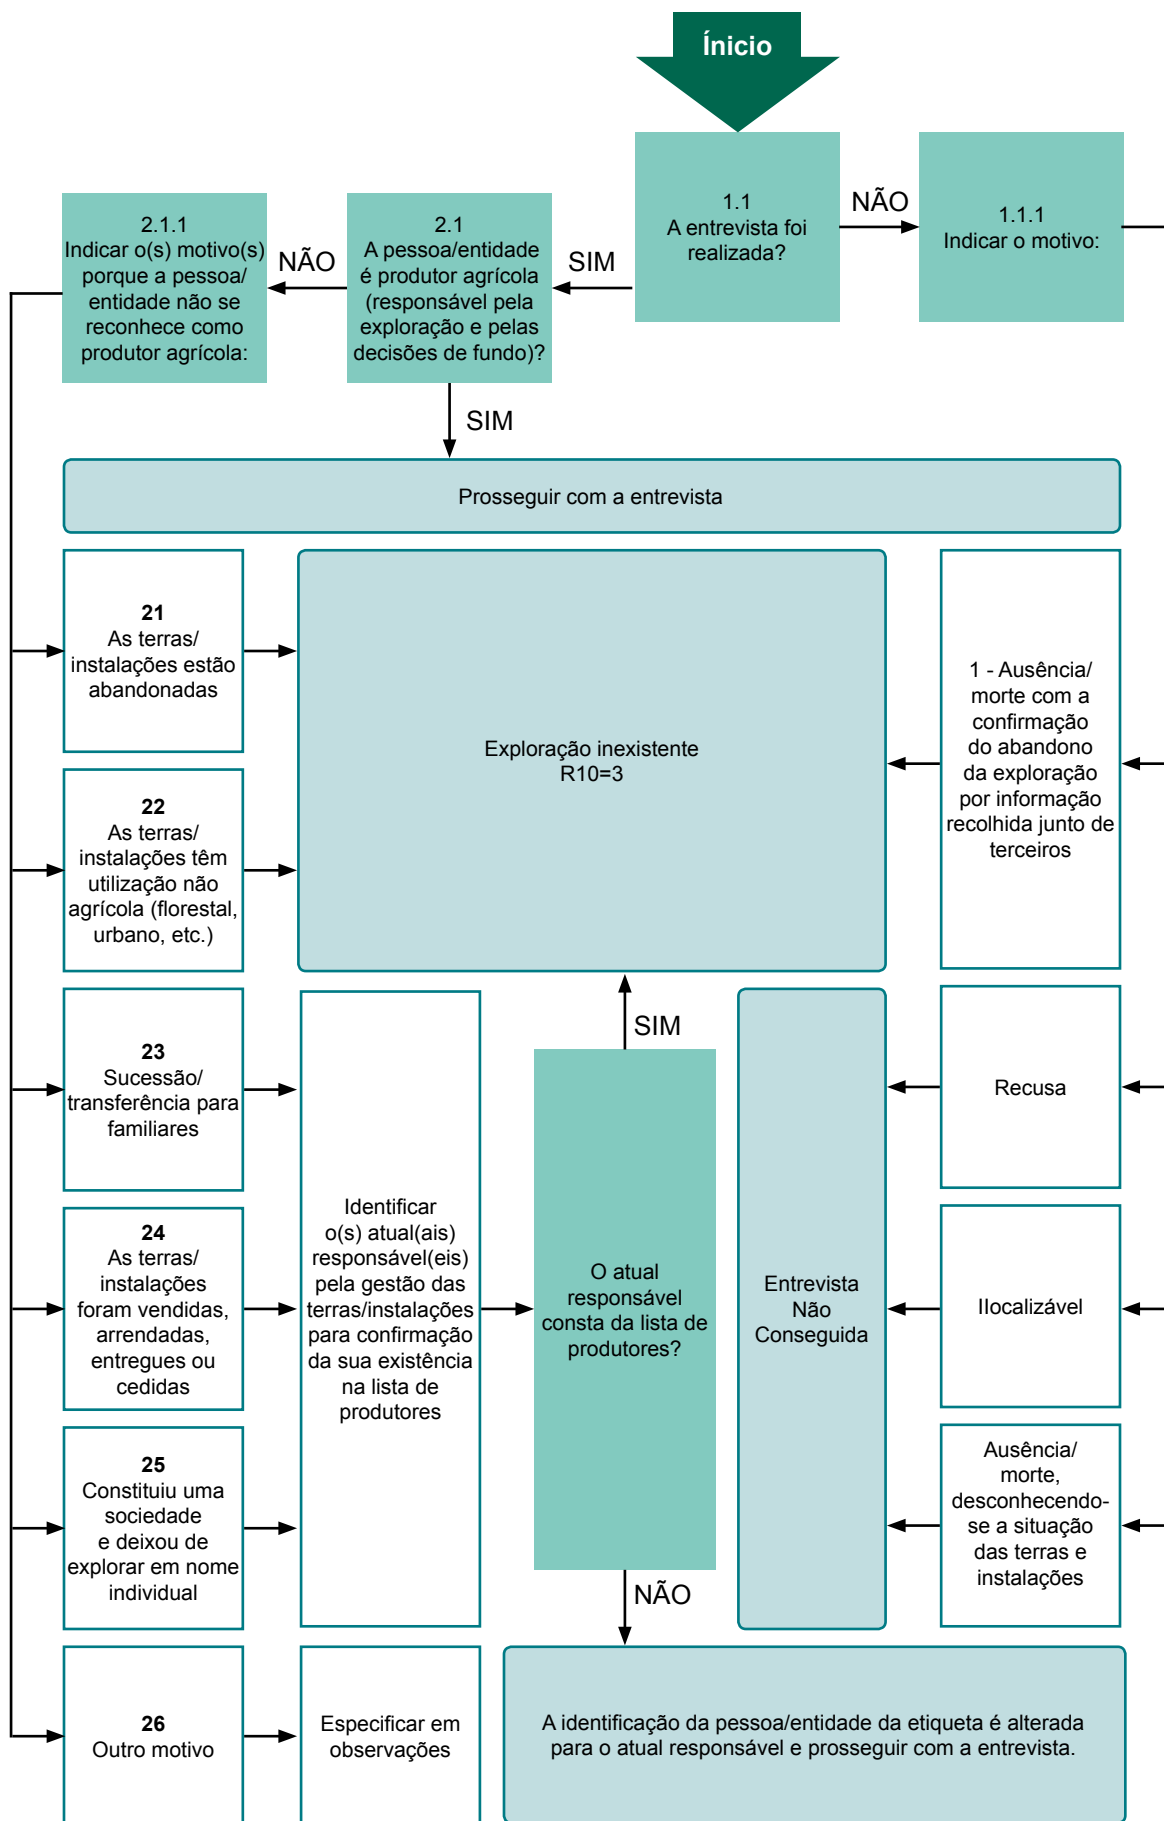 Ínicio
1.1
A entrevista foi
realizada?
NÃO
1.1.1
Indicar o motivo:
SIM
2.1
A pessoa/entidade
é produtor agrícola
(responsável pela
exploração e pelas
decisões de fundo)?
NÃO
2.1.1
Indicar o(s) motivo(s)
porque a pessoa/
entidade não se
reconhece como
produtor agrícola:
SIM
Prosseguir com a entrevista
21
As terras/
instalações estão
abandonadas
22
As terras/
instalações têm
utilização não
agrícola (florestal,
urbano, etc.)
Exploração inexistente
R10=3
1 - Ausência/
morte com a
confirmação
do abandono
da exploração
por informação
recolhida junto de
terceiros
23
Sucessão/
transferência para
familiares
24
As terras/
instalações
foram vendidas,
arrendadas,
entregues ou
cedidas
25
Constituiu uma
sociedade
e deixou de
explorar em nome
individual
Identificar
o(s) atual(ais)
responsável(eis)
pela gestão das
terras/instalações
para confirmação
da sua existência
na lista de
produtores
SIM
O atual
responsável
consta da lista de
produtores?
NÃO
Entrevista
Não
Conseguida
Recusa
Ilocalizável
Ausência/
morte,
desconhecendo-
se a situação
das terras e
instalações
26
Outro motivo
Especificar em
observações
A identificação da pessoa/entidade da etiqueta é alterada
para o atual responsável e prosseguir com a entrevista.